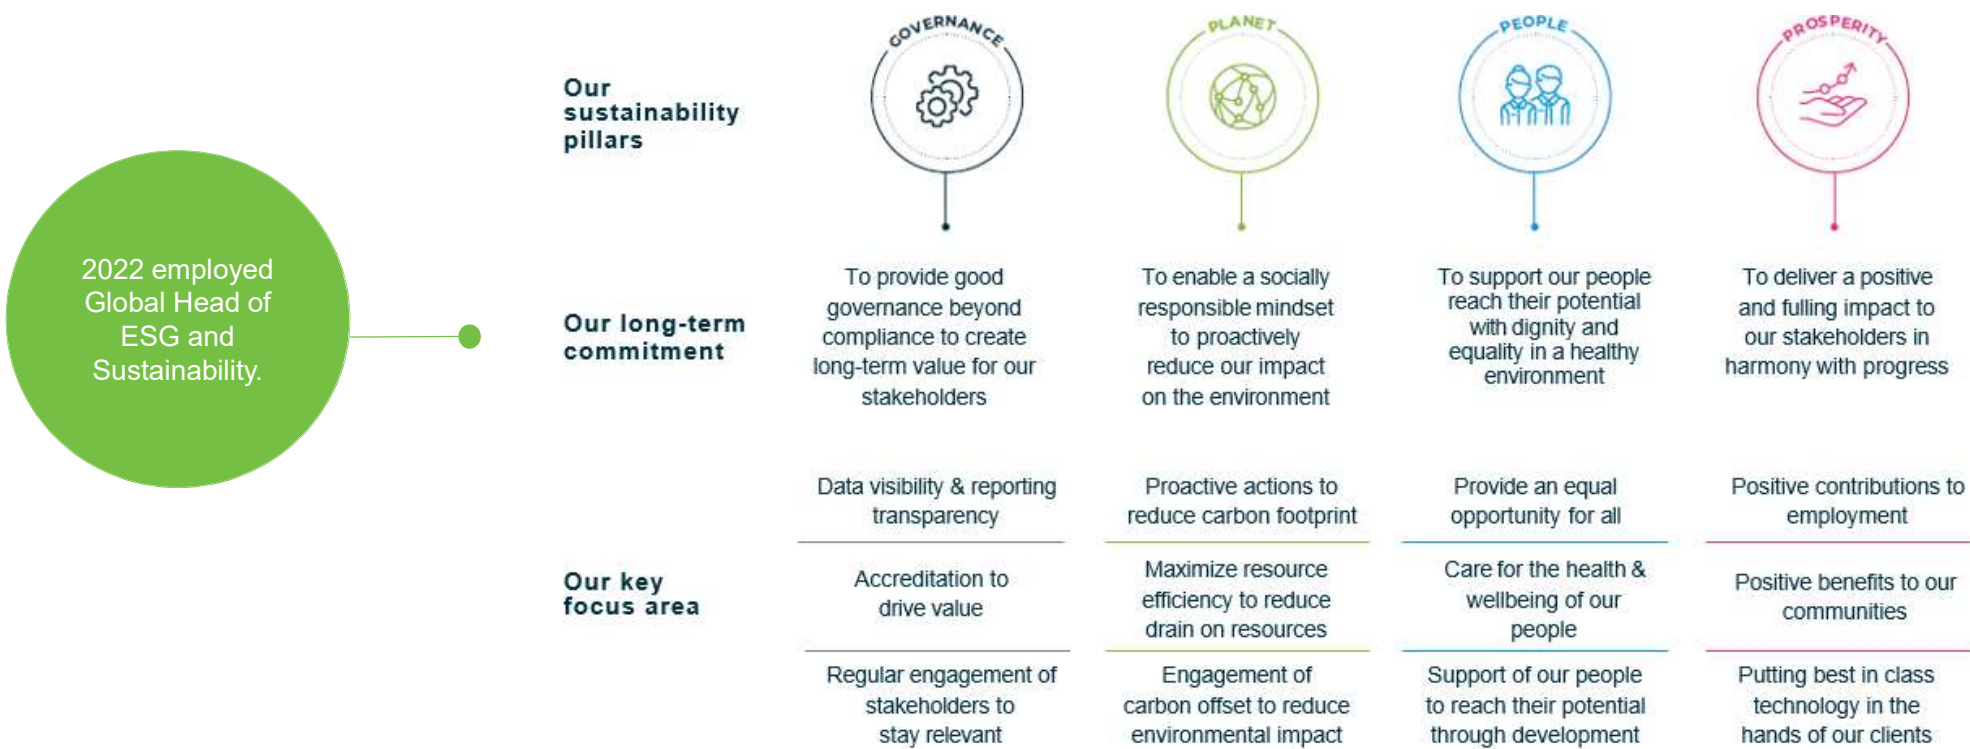 GOVERNANCE
PLANET
PEOPLE
PROSPERITY
Our
sustainability
pillars
2022 employed
Global Head of
ESG and
Sustainability.
Our long-term
commitment
To provide good
governance beyond
compliance to create
long-term value for our
stakeholders
To enable a socially
responsible mindset
to proactively
reduce our impact
on the environment
To support our people
reach their potential
with dignity and
equality in a healthy
environment
To deliver a positive
and fulling impact to
our stakeholders in
harmony with progress
Our key
focus area
Data visibility & reporting
transparency
Proactive actions to
reduce carbon footprint
Provide an equal
opportunity for all
Positive contributions to
employment
Accreditation to
drive value
Maximize resource
efficiency to reduce
drain on resources
Care for the health &
wellbeing of our
people
Positive benefits to our
communities
Regular engagement of
stakeholders to
stay relevant
Engagement of
carbon offset to reduce
environmental impact
Support of our people
to reach their potential
through development
Putting best in class
technology in the
hands of our clients